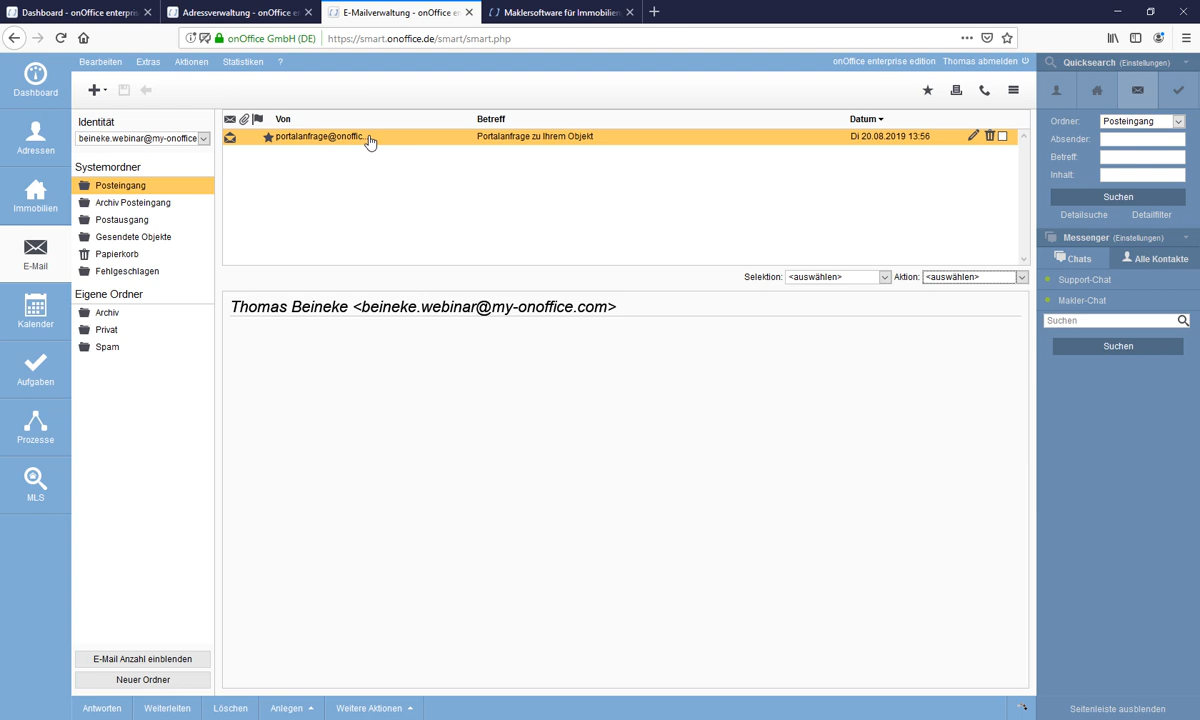 Dashboard - onOffice enterpris
Adressverwaltung - onOffice e
E-Mailverwaltung - onOffice e
Maklersoftware für Immobilien
onOffice GmbH (DE)
https://smart.onoffice.de/smart/smart.php
Bearbeiten Extras Aktionen Statistiken ?
onOffice enterprise edition Thomas abmelden
Quicksearch (Einstellungen)
Dashboard
Adressen
Immobilien
E-Mail
Kalender
Aufgaben
Prozesse
MLS
Identität
beineke.webinar@my-onoffice
Systemordner
Posteingang
Archiv Posteingang
Postausgang
Gesendete Objekte
Papierkorb
Fehlgeschlagen
Eigene Ordner
Archiv
Privat
Spam
E-Mail Anzahl einblenden
Neuer Ordner
Von Betreff Datum
portalanfrage@onoffic... Portalanfrage zu Ihrem Objekt Di 20.08.2019 13:56
Selektion: <auswählen> Aktion: <auswählen>
Thomas Beineke <beineke.webinar@my-onoffice.com>
Antworten Weiterleiten Löschen Anlegen Weitere Aktionen
Ordner: Posteingang
Absender:
Betreff:
Inhalt:
Suchen
Detailsuche Detailfilter
Messenger (Einstellungen)
Chats Alle Kontakte
Support-Chat
Makler-Chat
Suchen
Suchen
Seitenleiste ausblenden